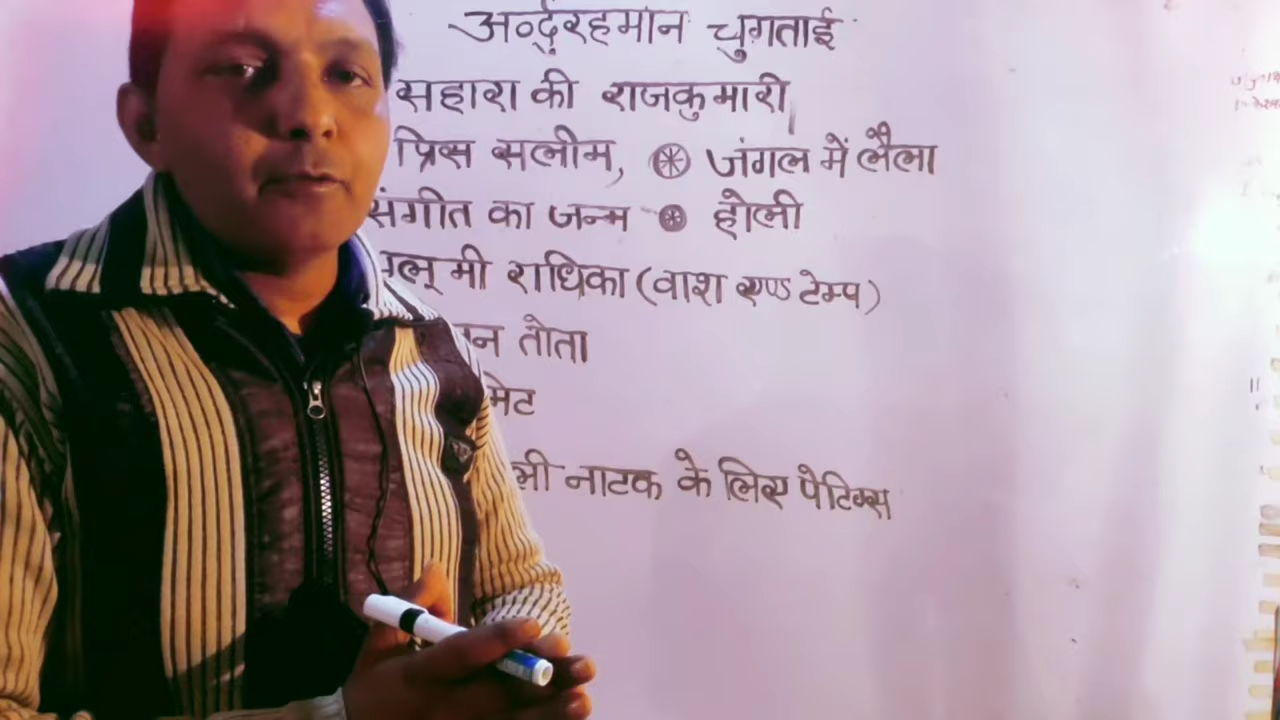 अब्दुरहमान चुगताई
सहारा की राजकुमारी
प्रिंस सलीम, जंगल में लैला
संगीत का जन्म होली
राधिका (वाश एण्ड टेम्प)
तोता
नाटक के लिए पेंटिग्स